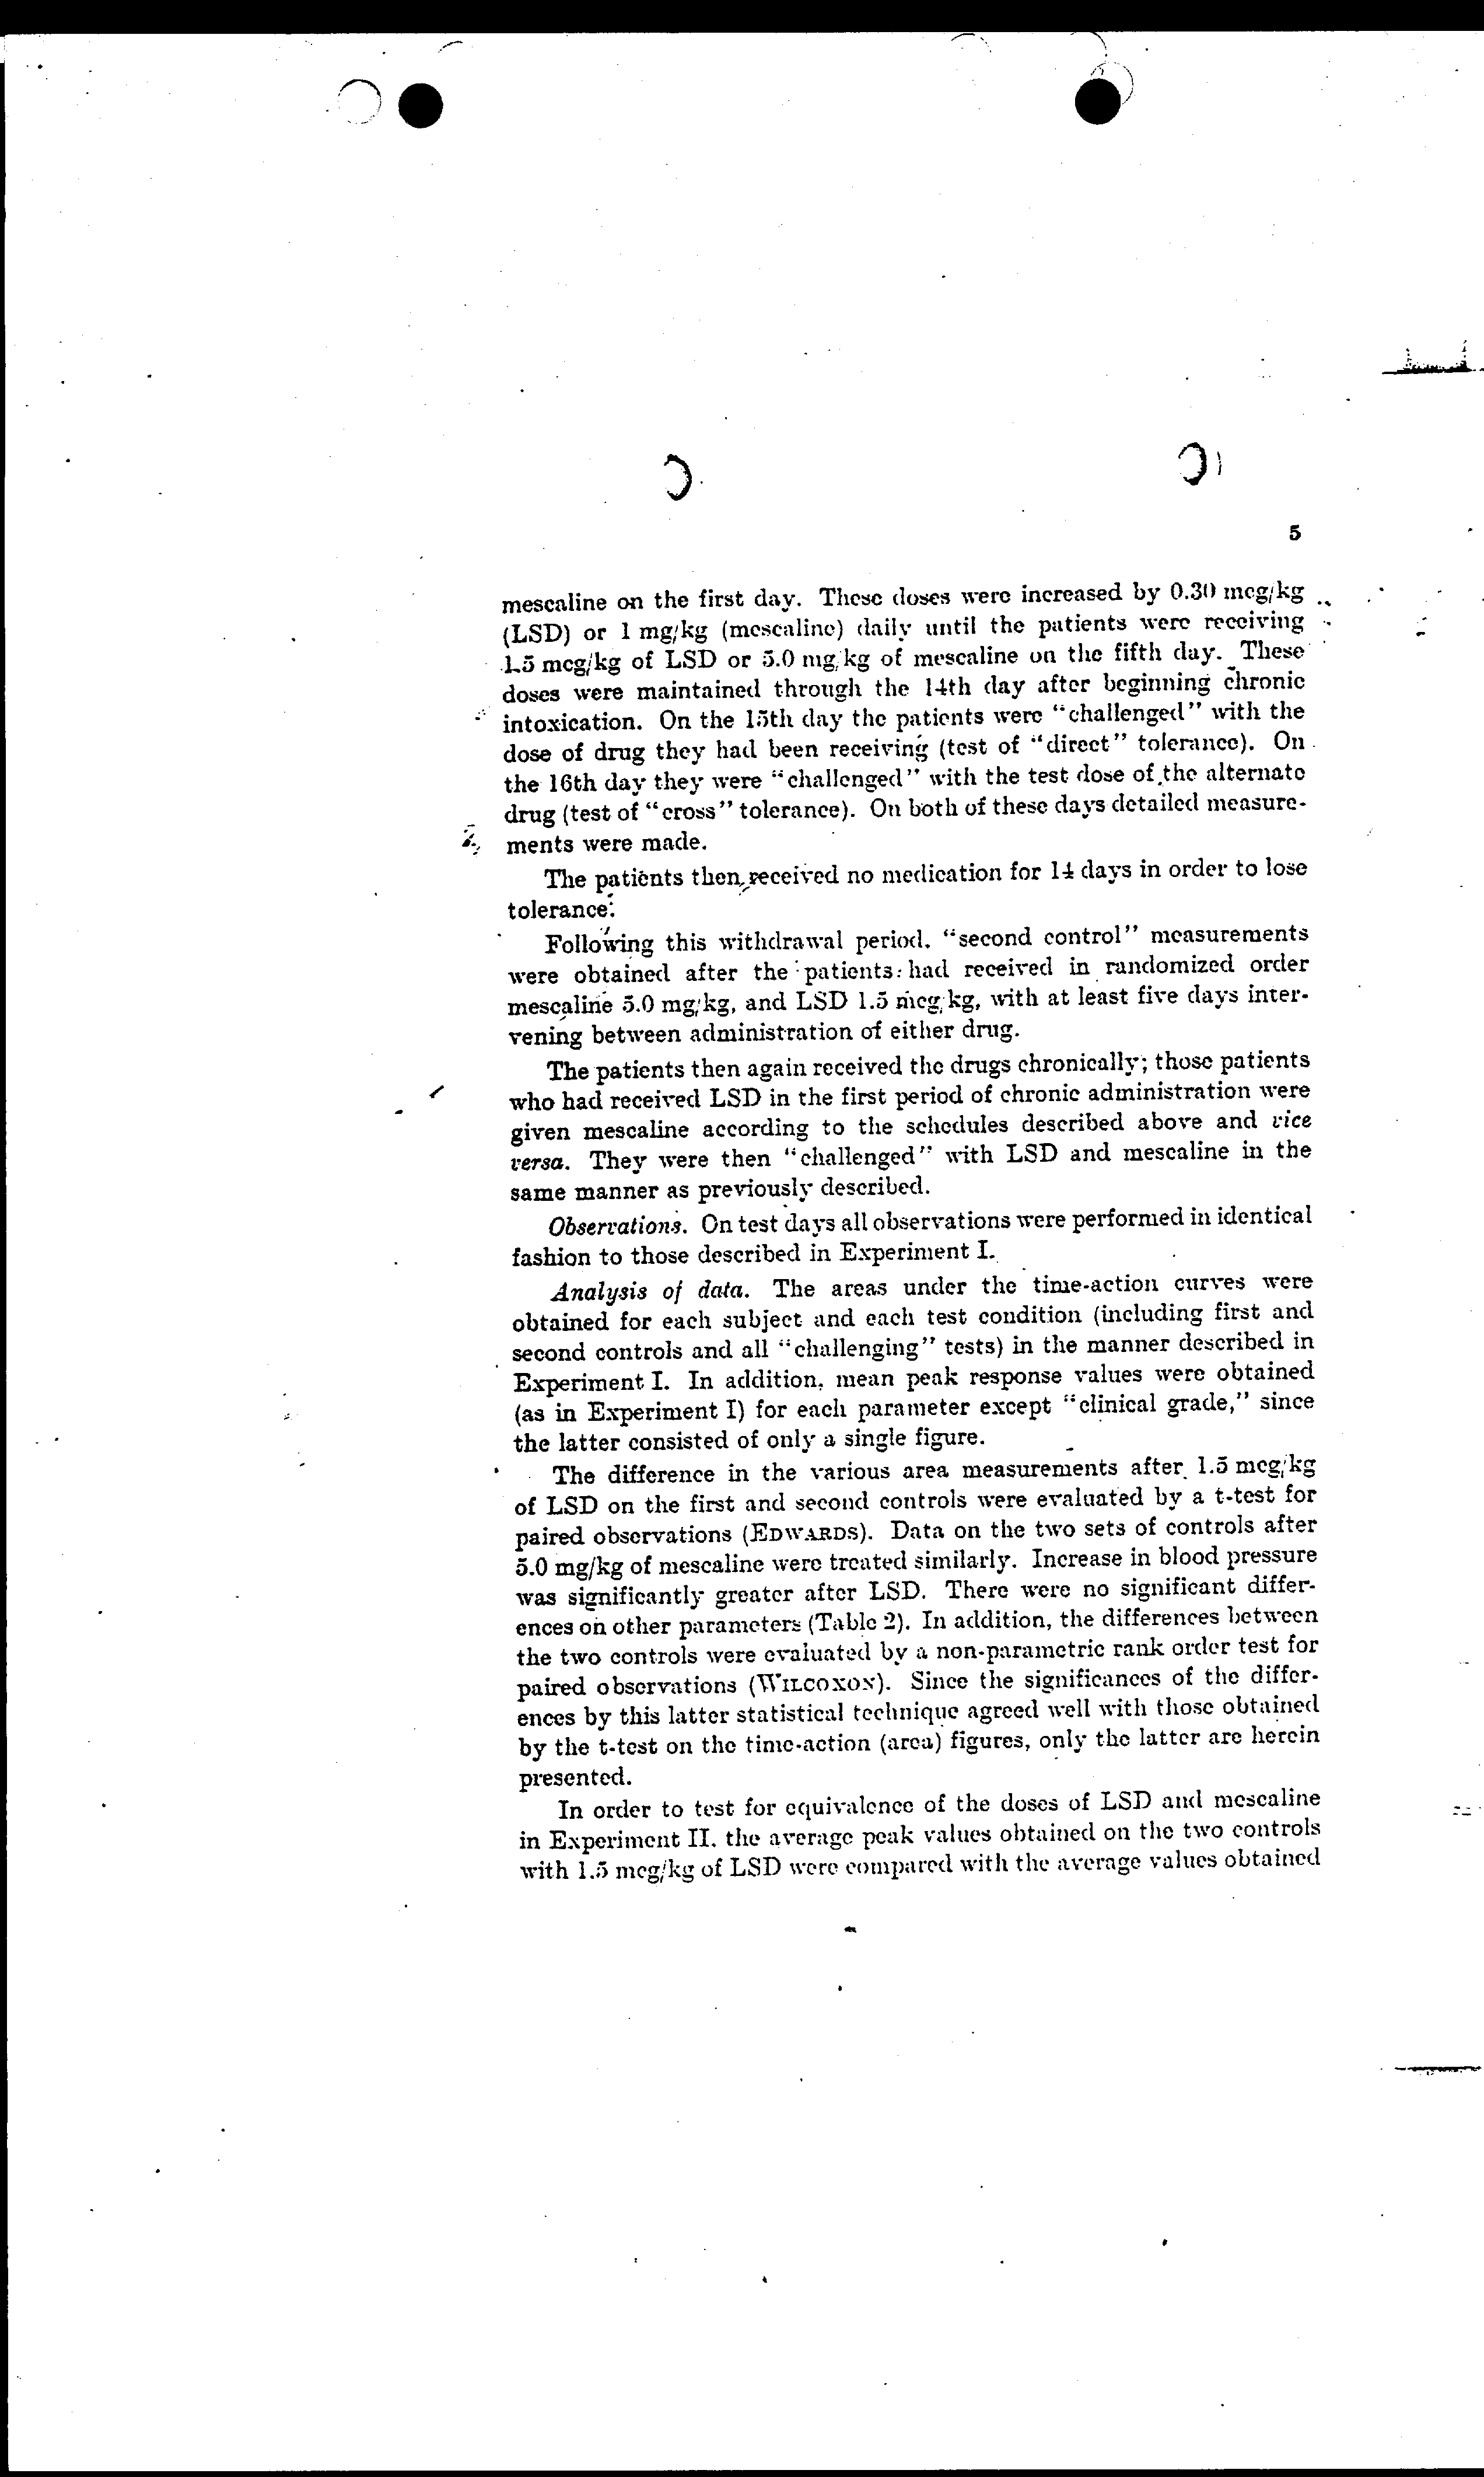 5
mescaline on the first day. These doses were increased by 0.30 mcg/kg
(LSD) or 1 mg/kg (mescaline) daily until the patients were receiving
1.5 mcg/kg of LSD or 5.0 mg/kg of mescaline on the fifth day. These
doses were maintained through the 14th day after beginning chronic
intoxication. On the 15th day the patients were "challenged" with the
dose of drug they had been receiving (test of "direct" tolerance). On
the 16th day they were "challenged" with the test dose of the alternate
drug (test of "cross" tolerance). On both of these days detailed measure-
ments were made.
The patients then received no medication for 14 days in order to lose
tolerance.
Following this withdrawal period, "second control" measurements
were obtained after the patients had received in randomized order
mescaline 5.0 mg/kg, and LSD 1.5 mcg/kg, with at least five days inter-
vening between administration of either drug.
The patients then again received the drugs chronically; those patients
who had received LSD in the first period of chronic administration were
given mescaline according to the schedules described above and vice
versa. They were then "challenged" with LSD and mescaline in the
same manner as previously described.
Observations. On test days all observations were performed in identical
fashion to those described in Experiment I.
Analysis of data. The areas under the time-action curves were
obtained for each subject and each test condition (including first and
second controls and all "challenging" tests) in the manner described in
Experiment I. In addition, mean peak response values were obtained
(as in Experiment I) for each parameter except "clinical grade," since
the latter consisted of only a single figure.
The difference in the various area measurements after 1.5 mcg/kg
of LSD on the first and second controls were evaluated by a t-test for
paired observations (EDWARDS). Data on the two sets of controls after
5.0 mg/kg of mescaline were treated similarly. Increase in blood pressure
was significantly greater after LSD. There were no significant differ-
ences on other parameters (Table 2). In addition, the differences between
the two controls were evaluated by a non-parametric rank order test for
paired observations (WILCOXON). Since the significances of the differ-
ences by this latter statistical technique agreed well with those obtained
by the t-test on the time-action (area) figures, only the latter are herein
presented.
In order to test for equivalence of the doses of LSD and mescaline
in Experiment II. the average peak values obtained on the two controls
with 1.5 mcg/kg of LSD were compared with the average values obtained